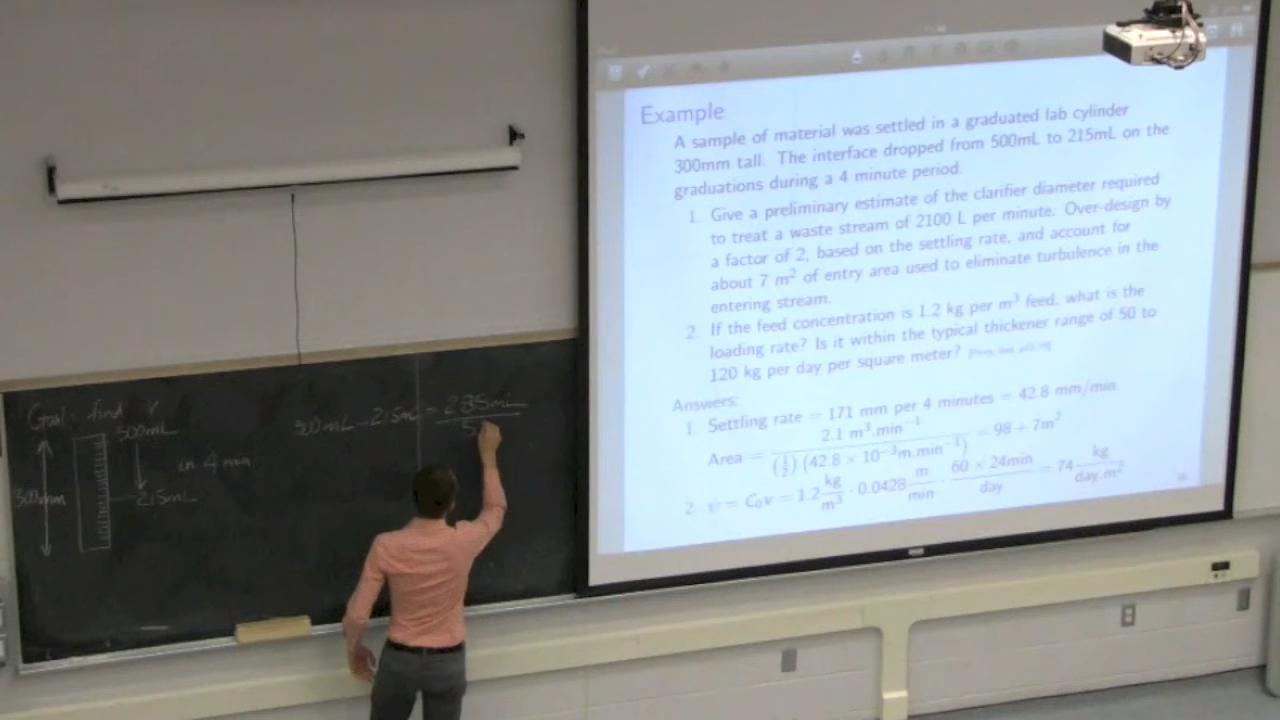 Goal: find v
500mL
300mm
in 4 min
215mL
500mL - 215mL = 285mL
Example
A sample of material was settled in a graduated lab cylinder
300mm tall. The interface dropped from 500mL to 215mL on the
graduations during a 4 minute period.
1. Give a preliminary estimate of the clarifier diameter required
to treat a waste stream of 2100 L per minute. Over-design by
a factor of 2, based on the settling rate, and account for
about 7 m² of entry area used to eliminate turbulence in the
entering stream.
2. If the feed concentration is 1.2 kg per m³ feed, what is the
loading rate? Is it within the typical thickener range of 50 to
120 kg per day per square meter?
Answers:
1. Settling rate = 171 mm per 4 minutes = 42.8 mm/min.
Area = 2.1 m³.min⁻¹ / (1/2) (42.8 × 10⁻³m.min⁻¹) = 98 + 7m²
2. ψ = C₀v = 1.2 kg/m³ · 0.0428 m/min · 60 × 24min/day = 74 kg/day.m²